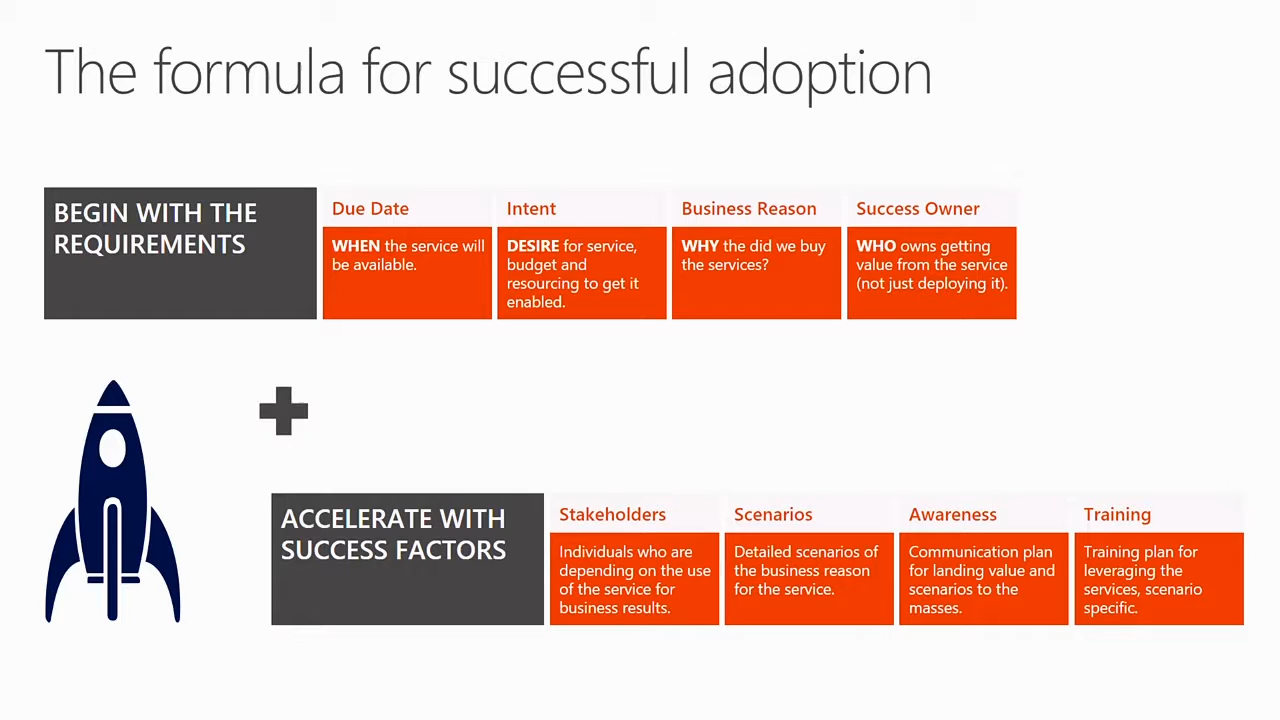 The formula for successful adoption
BEGIN WITH THE
REQUIREMENTS
Due Date
WHEN the service will
be available.
Intent
DESIRE for service,
budget and
resourcing to get it
enabled.
Business Reason
WHY the did we buy
the services?
Success Owner
WHO owns getting
value from the service
(not just deploying it).
ACCELERATE WITH
SUCCESS FACTORS
Stakeholders
Individuals who are
depending on the use
of the service for
business results.
Scenarios
Detailed scenarios of
the business reason
for the service.
Awareness
Communication plan
for landing value and
scenarios to the
masses.
Training
Training plan for
leveraging the
services, scenario
specific.